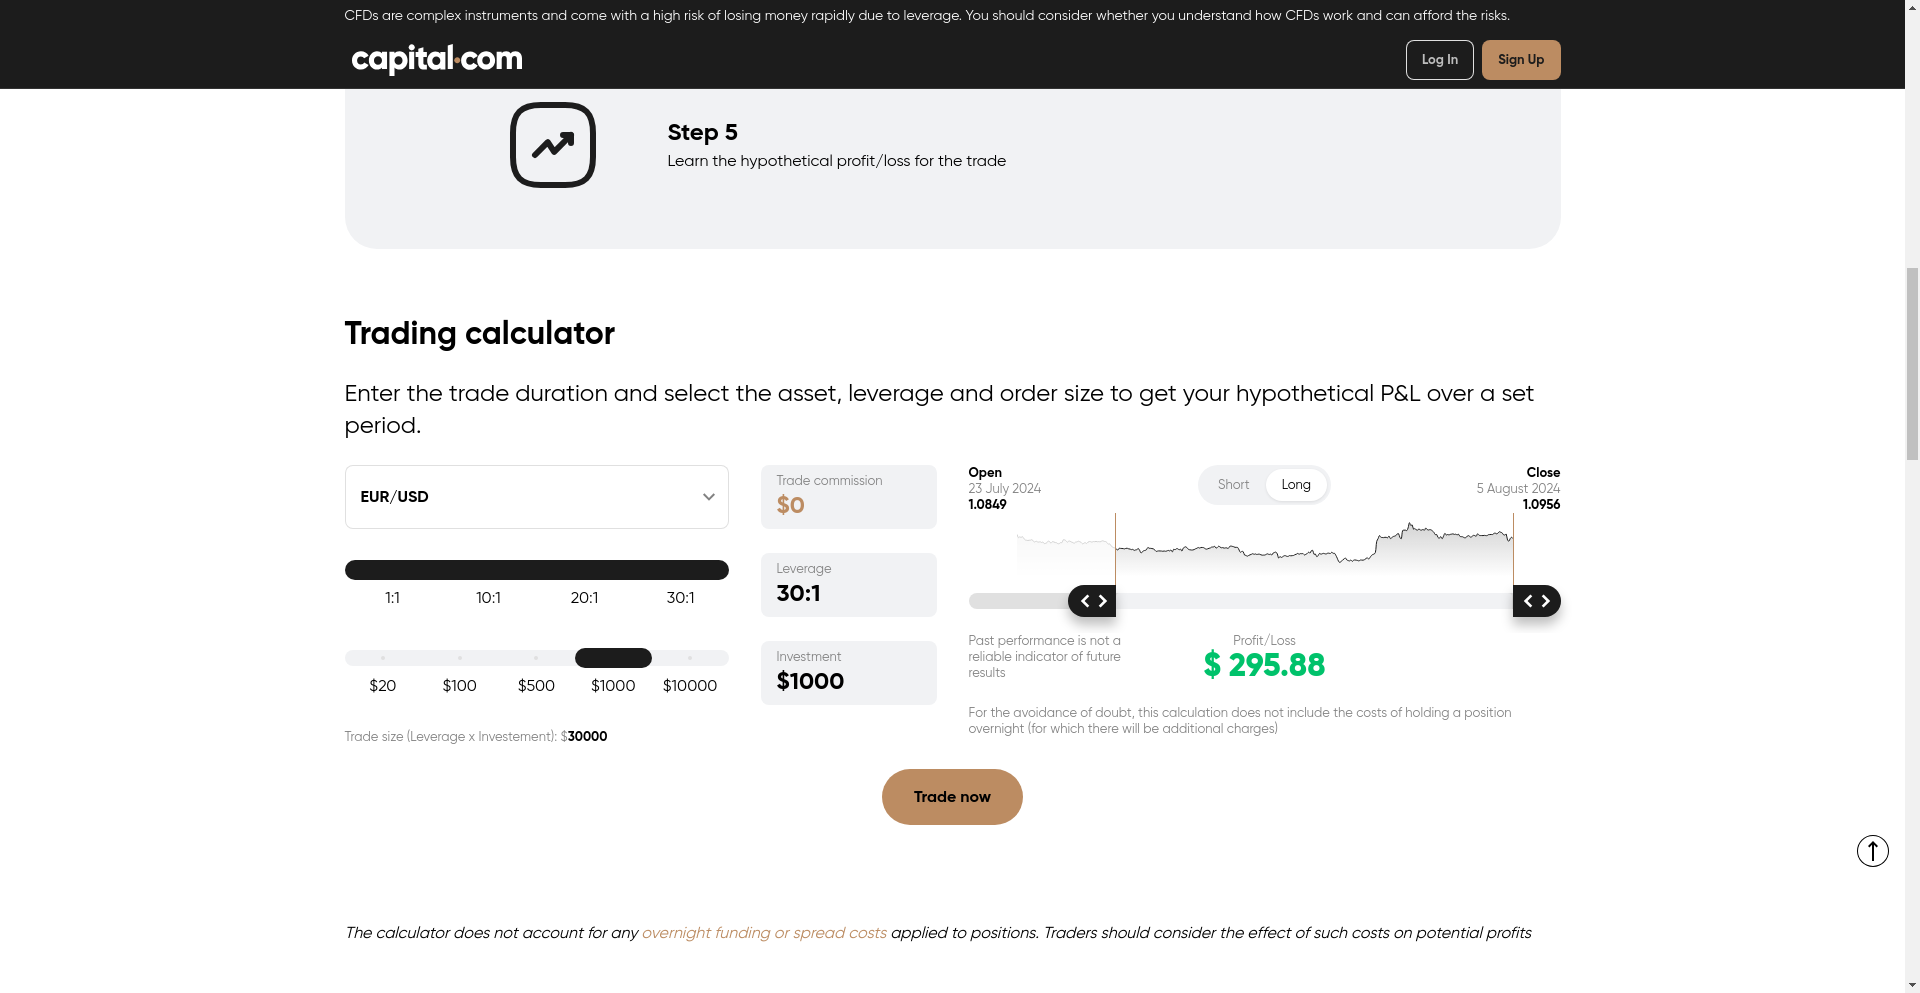 CFDs are complex instruments and come with a high risk of losing money rapidly due to leverage. You should consider whether you understand how CFDs work and can afford the risks.
capital.com
Log In
Sign Up
Step 5
Learn the hypothetical profit/loss for the trade
Trading calculator
Enter the trade duration and select the asset, leverage and order size to get your hypothetical P&L over a set
period.
EUR/USD
1:1
10:1
20:1
30:1
$20
$100
$500
$1000
$10000
Trade size (Leverage x Investement): $30000
Trade commission
$0
Leverage
30:1
Investment
$1000
Open
23 July 2024
1.0849
Short
Long
Close
5 August 2024
1.0956
Past performance is not a
reliable indicator of future
results
Profit/Loss
$ 295.88
For the avoidance of doubt, this calculation does not include the costs of holding a position
overnight (for which there will be additional charges)
Trade now
The calculator does not account for any overnight funding or spread costs applied to positions. Traders should consider the effect of such costs on potential profits